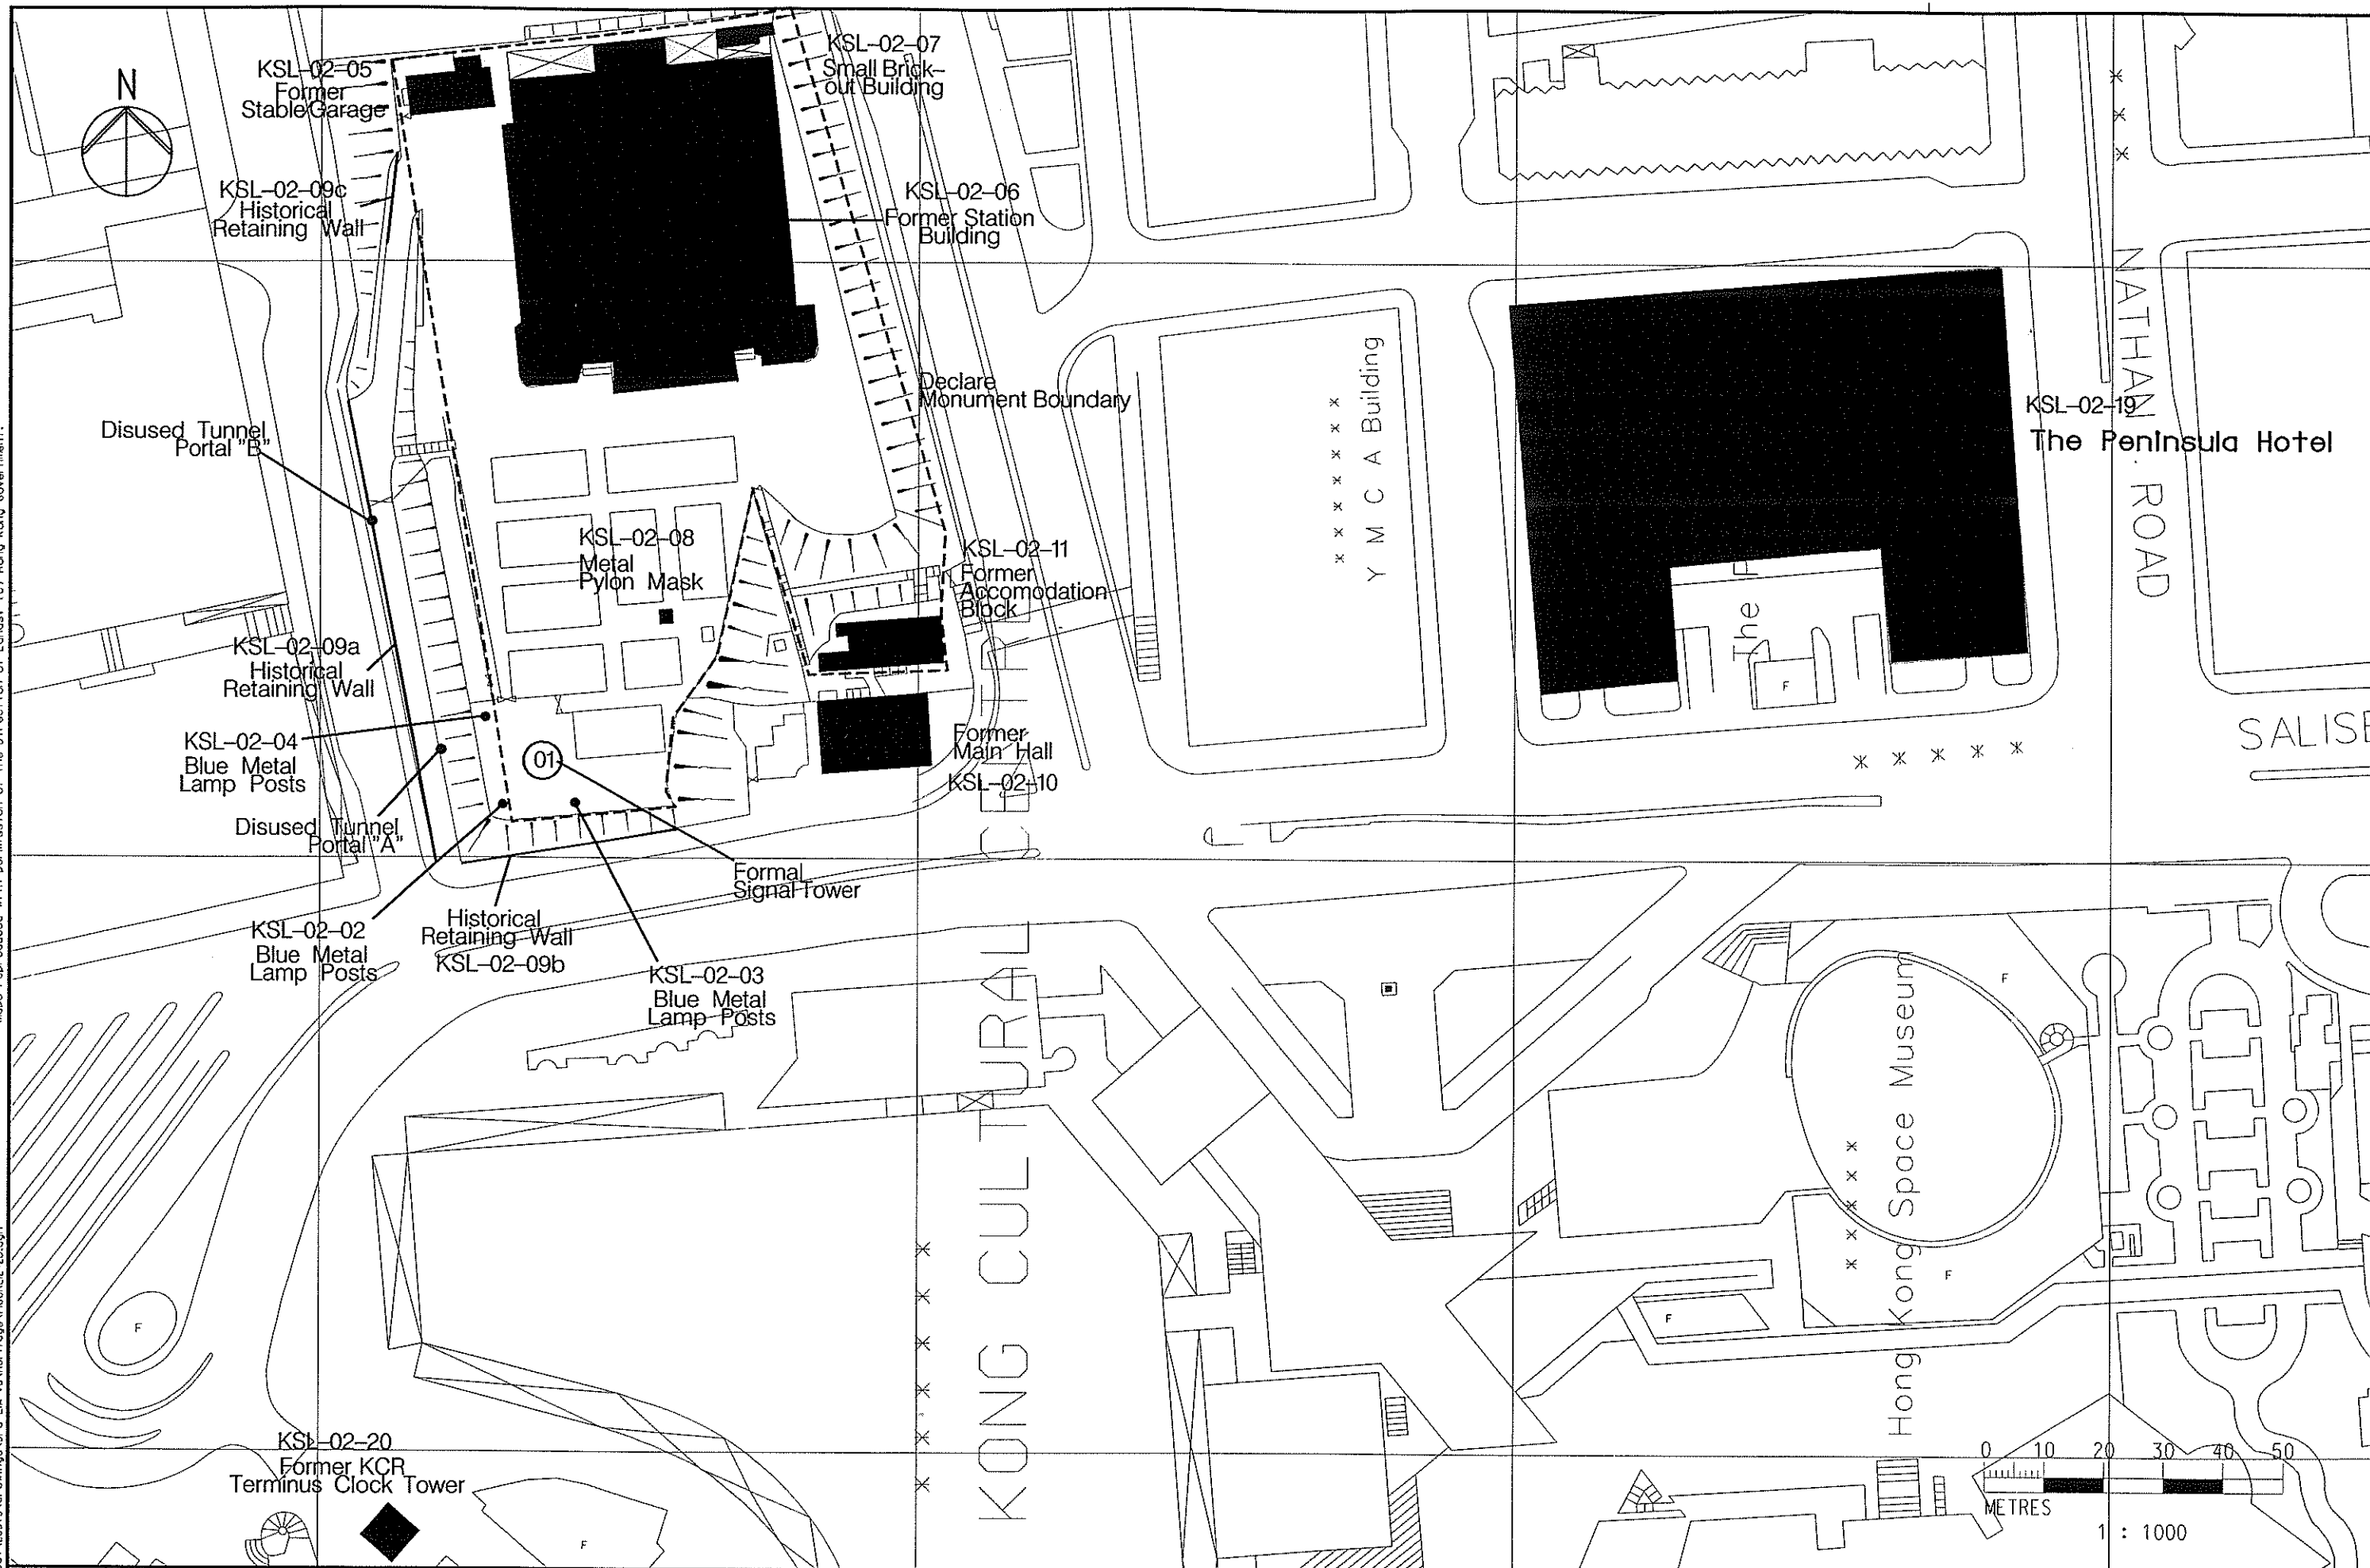 N
KSL-02-05
Former
Stable Garage
KSL-02-07
Small Brick-
out Building
KSL-02-09c
Historical
Retaining Wall
KSL-02-06
Former Station
Building
Declare
Monument Boundary
Disused Tunnel
Portal "B"
KSL-02-08
Metal
Pylon Mask
KSL-02-11
Former
Accomodation
Block
KSL-02-09a
Historical
Retaining Wall
KSL-02-04
Blue Metal
Lamp Posts
01
Disused Tunnel
Portal "A"
Former
Main Hall
KSL-02-10
Formal
Signal Tower
KSL-02-02
Blue Metal
Lamp Posts
Historical
Retaining Wall
KSL-02-09b
KSL-02-03
Blue Metal
Lamp Posts
Y M C A Building
KSL-02-19
The Peninsula Hotel
NATHAN ROAD
The
F
SALISB
KONG CULTURAL CENTRE
Hong Kong Space Museum
F
F
F
F
F
KSL-02-20
Former KCR
Terminus Clock Tower
0 10 20 30 40 50
METRES
1 : 1000